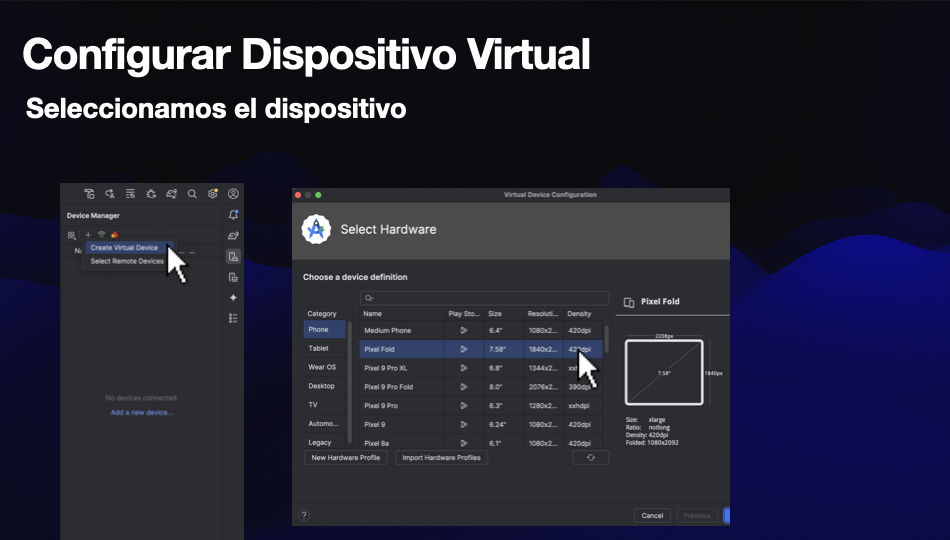 Configurar Dispositivo Virtual
Seleccionamos el dispositivo
Device Manager
Create Virtual Device
Select Remote Devices
No devices connected.
Add a new device...
Virtual Device Configuration
Select Hardware
Choose a device definition
Category Name Play Sto... Size Resoluti... Density
Phone Medium Phone 6.4" 1080x2... 420dpi
Pixel Fold 7.58" 1840x2... 420dpi
Tablet
Wear OS Pixel 9 Pro XL 6.8" 1344x2...
Desktop Pixel 9 Pro Fold 8.0" 2076x2... 390dpi
TV Pixel 9 Pro 6.3" 1280x2... xxhdpi
Automo... Pixel 9 6.24" 1080x2... 420dpi
Legacy Pixel 8a 6.1" 1080x2... 420dpi
New Hardware Profile Import Hardware Profiles
Pixel Fold
2208px
7.58"
1840px
Size: xlarge
Ratio: notlong
Density: 420dpi
Folded: 1080x2092
? Cancel Previous